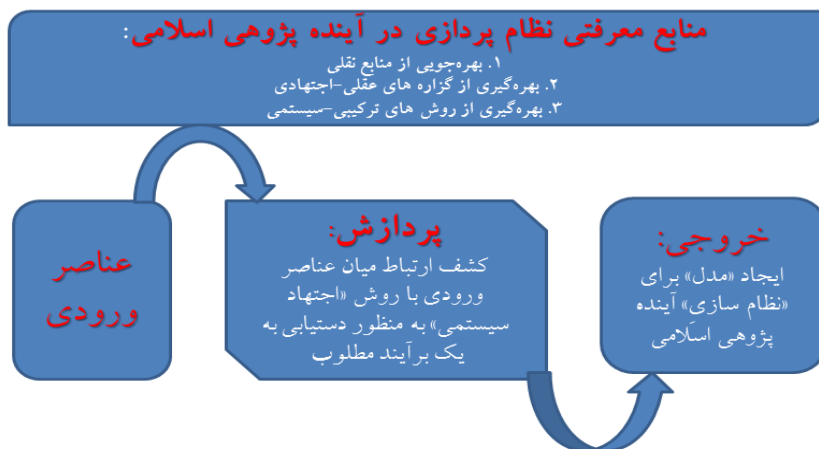 منابع معرفتی نظام پردازی در آینده پژوهی اسلامی:
۱. بهره‌جویی از منابع نقلی
۲. بهره‌گیری از گزاره های عقلی-اجتهادی
۳. بهره‌گیری از روش های ترکیبی-سیستمی
عناصر
ورودی
پردازش:
کشف ارتباط میان عناصر
ورودی با روش «اجتهاد
سیستمی» به منظور دستیابی به
یک برآیند مطلوب
خروجی:
ایجاد «مدل» برای
«نظام سازی» آینده
پژوهی اسلامی